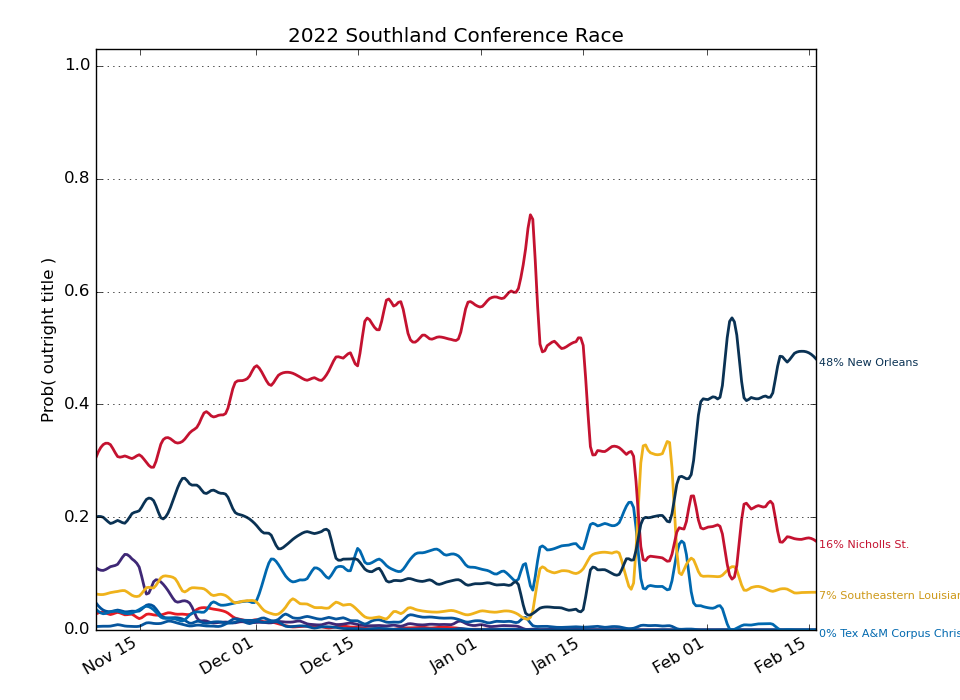 2022 Southland Conference Race
Prob( outright title )
1.0
0.8
0.6
0.4
0.2
0.0
48% New Orleans
16% Nicholls St.
7% Southeastern Louisian
0% Tex A&M Corpus Chris
Nov 15
Dec 01
Dec 15
Jan 01
Jan 15
Feb 01
Feb 15